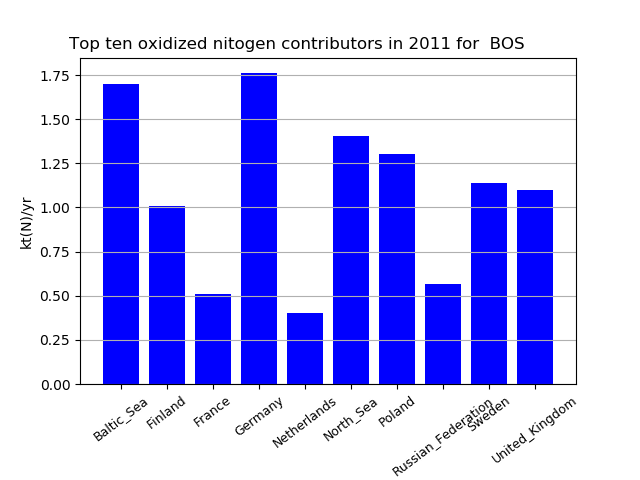 Top ten oxidized nitogen contributors in 2011 for  BOS
kt(N)/yr
1.75
1.50
1.25
1.00
0.75
0.50
0.25
0.00
Baltic_Sea
Finland
France
Germany
Netherlands
North_Sea
Poland
Russian_Federation
Sweden
United_Kingdom